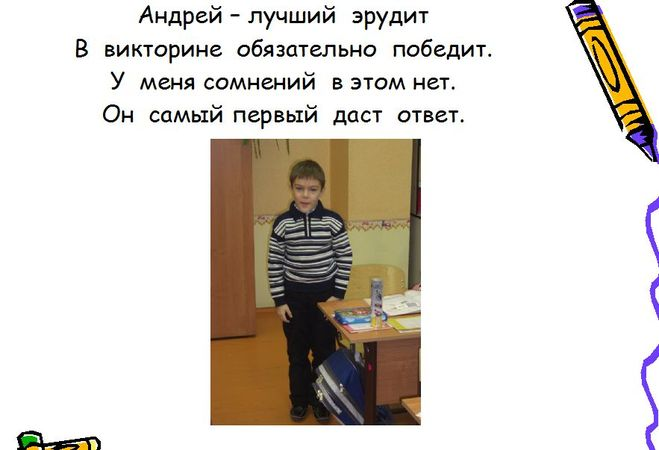 Андрей – лучший эрудит
В викторине обязательно победит.
У меня сомнений в этом нет.
Он самый первый даст ответ.